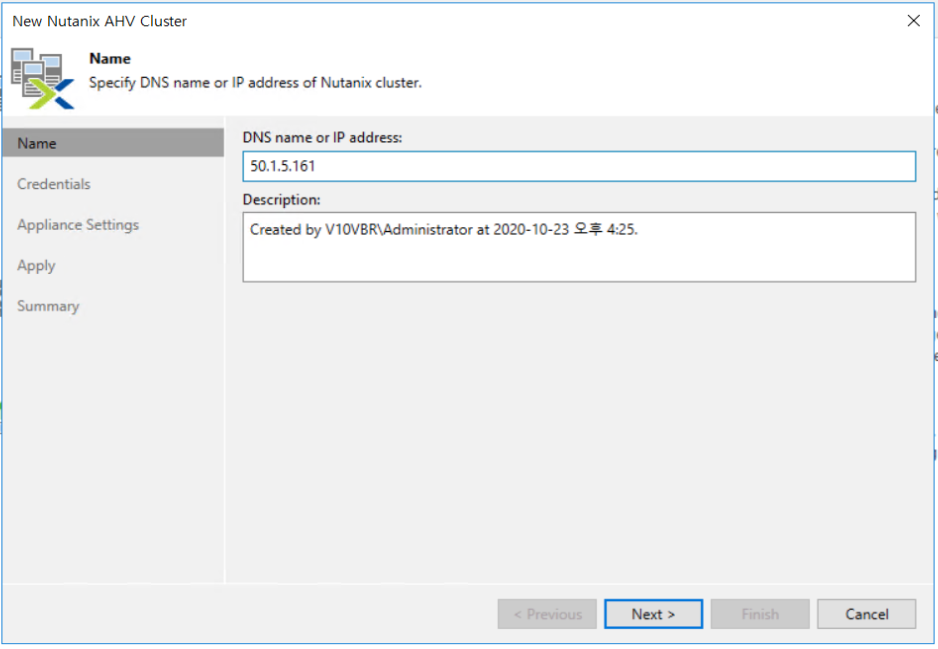 New Nutanix AHV Cluster
Name
Specify DNS name or IP address of Nutanix cluster.
Name
Credentials
Appliance Settings
Apply
Summary
DNS name or IP address:
50.1.5.161
Description:
Created by V10VBR\Administrator at 2020-10-23 오후 4:25.
< Previous
Next >
Finish
Cancel